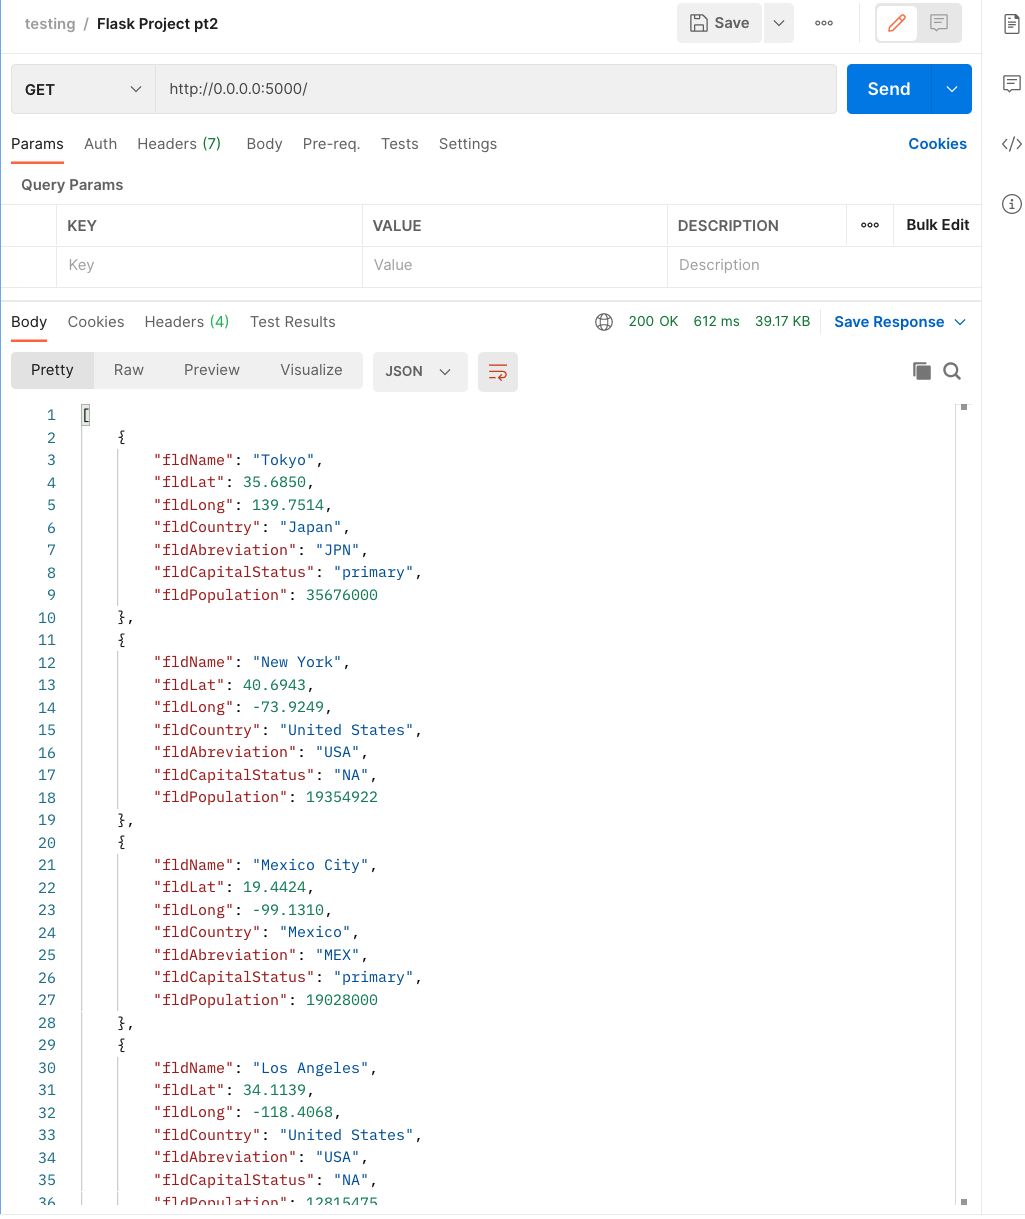 testing / Flask Project pt2
Save
GET
http://0.0.0.0:5000/
Send
Params Auth Headers (7) Body Pre-req. Tests Settings Cookies
Query Params
KEY VALUE DESCRIPTION Bulk Edit
Key Value Description
Body Cookies Headers (4) Test Results 200 OK 612 ms 39.17 KB Save Response
Pretty Raw Preview Visualize JSON
1 [
2 {
3 "fldName": "Tokyo",
4 "fldLat": 35.6850,
5 "fldLong": 139.7514,
6 "fldCountry": "Japan",
7 "fldAbreviation": "JPN",
8 "fldCapitalStatus": "primary",
9 "fldPopulation": 35676000
10 },
11 {
12 "fldName": "New York",
13 "fldLat": 40.6943,
14 "fldLong": -73.9249,
15 "fldCountry": "United States",
16 "fldAbreviation": "USA",
17 "fldCapitalStatus": "NA",
18 "fldPopulation": 19354922
19 },
20 {
21 "fldName": "Mexico City",
22 "fldLat": 19.4424,
23 "fldLong": -99.1310,
24 "fldCountry": "Mexico",
25 "fldAbreviation": "MEX",
26 "fldCapitalStatus": "primary",
27 "fldPopulation": 19028000
28 },
29 {
30 "fldName": "Los Angeles",
31 "fldLat": 34.1139,
32 "fldLong": -118.4068,
33 "fldCountry": "United States",
34 "fldAbreviation": "USA",
35 "fldCapitalStatus": "NA",
36 "fldPopulation": 12815475